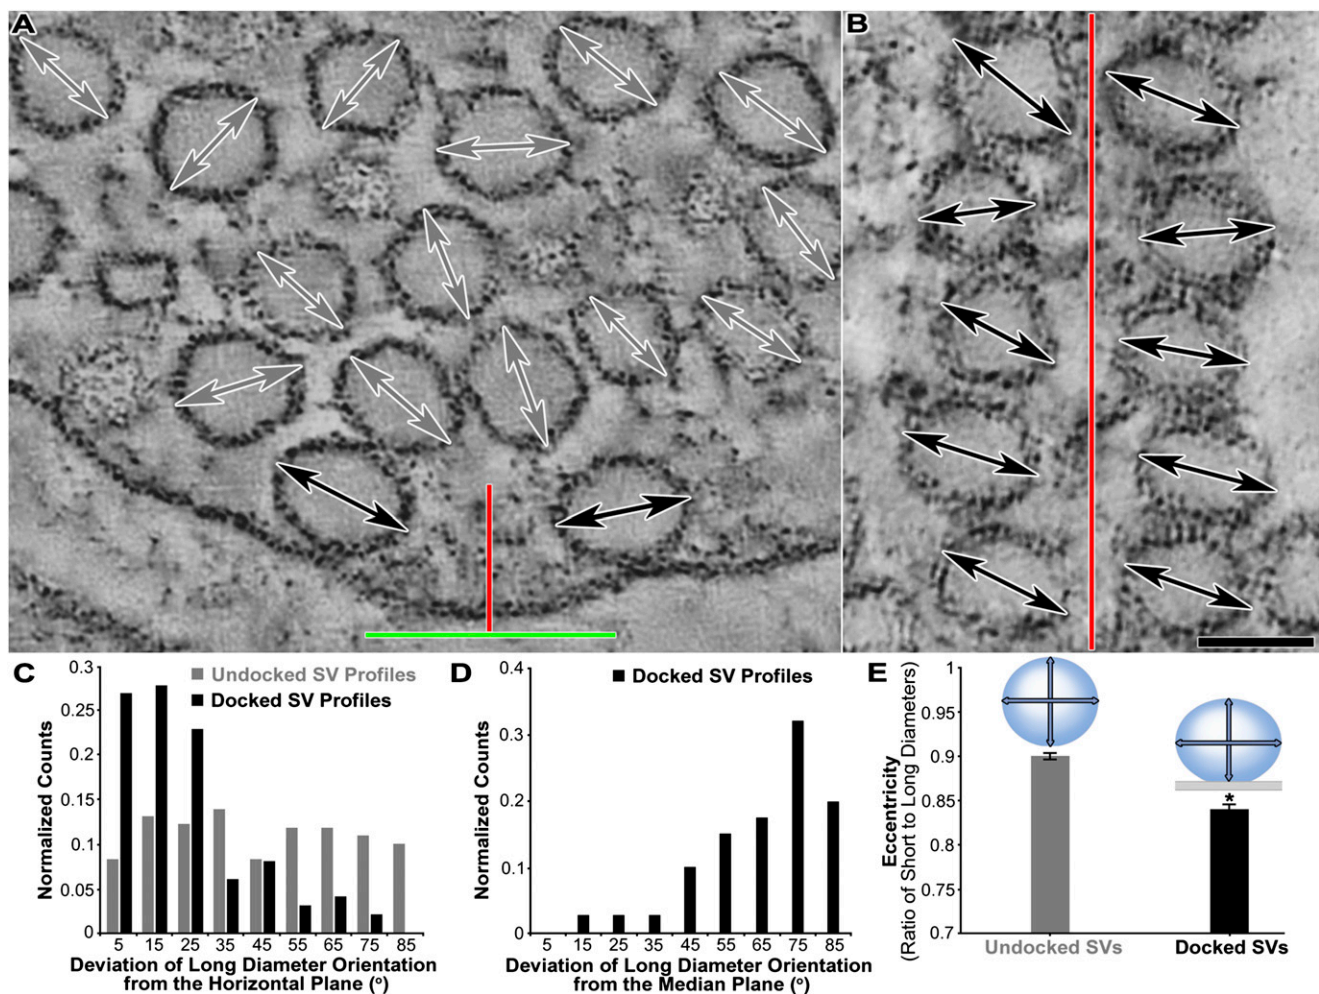 A
B
C
Undocked SV Profiles
Docked SV Profiles
Normalized Counts
0.3
0.25
0.2
0.15
0.1
0.05
0
5 15 25 35 45 55 65 75 85
Deviation of Long Diameter Orientation
from the Horizontal Plane (º)
D
Docked SV Profiles
Normalized Counts
0.4
0.3
0.2
0.1
0
5 15 25 35 45 55 65 75 85
Deviation of Long Diameter Orientation
from the Median Plane (º)
E
Eccentricity
(Ratio of Short to Long Diameters)
1
0.95
0.9
0.85
0.8
0.75
0.7
*
Undocked SVs
Docked SVs